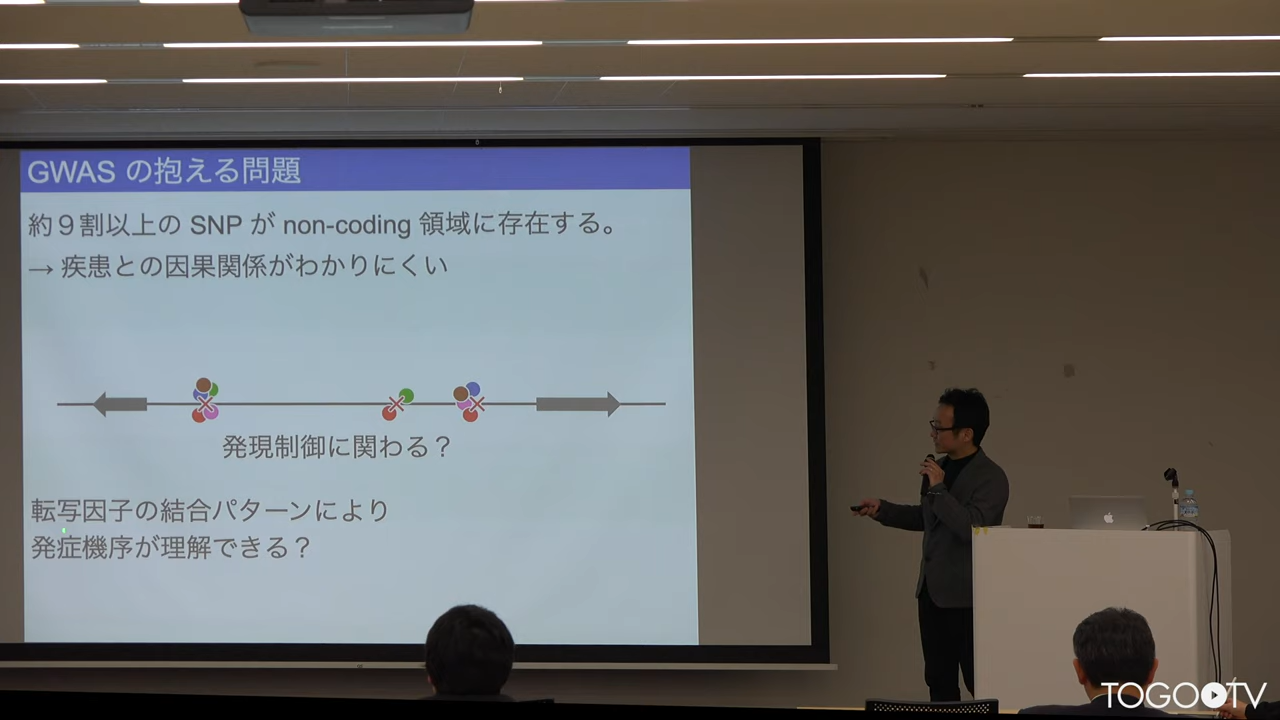 GWAS の抱える問題
約９割以上の SNP が non-coding 領域に存在する。
→ 疾患との因果関係がわかりにくい
発現制御に関わる？
転写因子の結合パターンにより
発症機序が理解できる？
TOGO TV